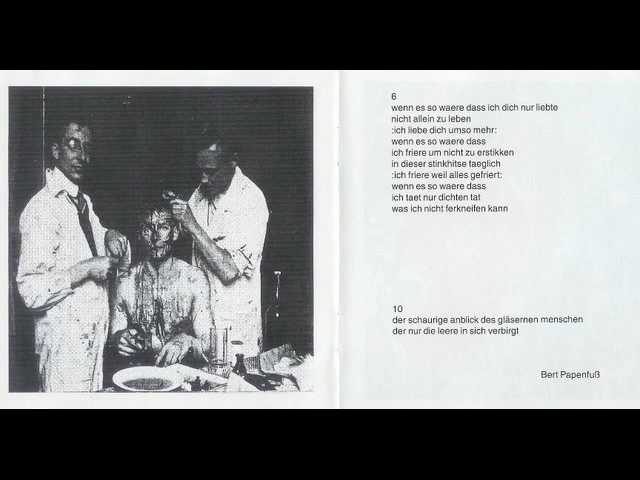 6
wenn es so waere dass ich dich nur liebte
nicht allein zu leben
:ich liebe dich umso mehr:
wenn es so waere dass
ich friere um nicht zu erstikken
in dieser stinkhitse taeglich
:ich friere weil alles gefriert:
wenn es so waere dass
ich taet nur dichten tat
was ich nicht ferkneifen kann
10
der schaurige anblick des gläsernen menschen
der nur die leere in sich verbirgt
Bert Papenfuß